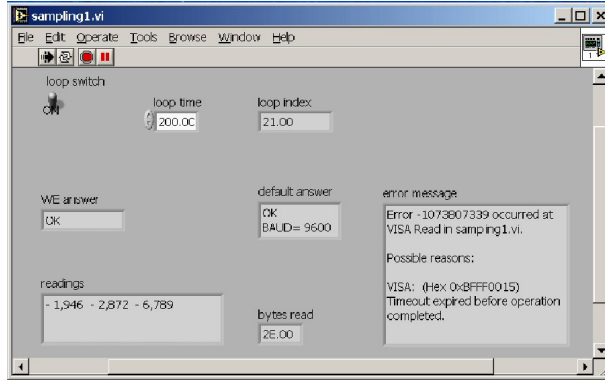 sampling1.vi
File Edit Operate Tools Browse Window Help
loop switch
ON
loop time
200.00
loop index
21.00
WE answer
OK
default answer
OK
BAUD= 9600
error message
Error -1073807339 occurred at
VISA Read in sampling1.vi.
Possible reasons:
VISA: (Hex 0xBFFF0015)
Timeout expired before operation
completed.
readings
- 1,946 - 2,872 - 6,789
bytes read
2E.00